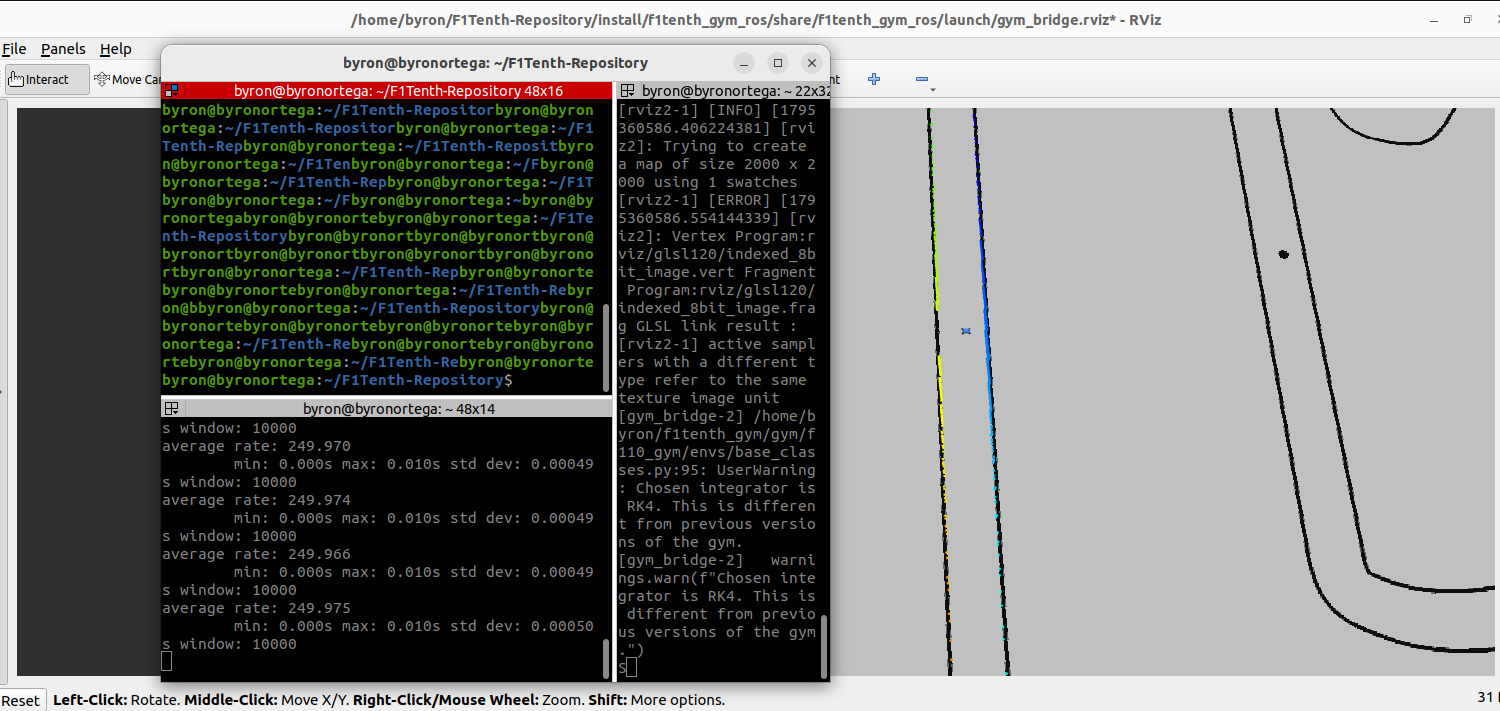 /home/byron/F1Tenth-Repository/install/f1tenth_gym_ros/share/f1tenth_gym_ros/launch/gym_bridge.rviz* - RViz
File Panels Help
Interact
Move Ca
byron@byronortega: ~/F1Tenth-Repository
byron@byronortega: ~/F1Tenth-Repository 48x16
byron@byronortega:~/F1Tenth-Repositorbyron@byron
ortega:~/F1Tenth-Repositorbyron@byronortega:~/F1
Tenth-Repbyron@byronortega:~/F1Tenth-Repositbyro
n@byronortega:~/F1Tenbyron@byronortega:~/Fbyron@
byronortega:~/F1Tenth-Repbyron@byronortega:~/F1T
byron@byronortega:~/Fbyron@byronortega:~byron@by
ronortegabyron@byronortebyron@byronortega:~/F1Te
nth-Repositorybyron@byronortbyron@byronortbyron@
byronortbyron@byronortbyron@byronortbyron@byrono
rtbyron@byronortega:~/F1Tenth-Repbyron@byronorte
byron@byronortebyron@byronortega:~/F1Tenth-Rebyr
on@bbyron@byronortega:~/F1Tenth-Repositorybyron@
byronortebyron@byronortebyron@byronortebyron@byr
onortega:~/F1Tenth-Rebyron@byronortebyron@byrono
rtebyron@byronortega:~/F1Tenth-Rebyron@byronorte
byron@byronortega:~/F1Tenth-Repository$
byron@byronortega: ~ 48x14
s window: 10000
average rate: 249.970
min: 0.000s max: 0.010s std dev: 0.00049
s window: 10000
average rate: 249.974
min: 0.000s max: 0.010s std dev: 0.00049
s window: 10000
average rate: 249.966
min: 0.000s max: 0.010s std dev: 0.00049
s window: 10000
average rate: 249.975
min: 0.000s max: 0.010s std dev: 0.00050
s window: 10000
byron@byronortega: ~ 22x32
[rviz2-1] [INFO] [1795
360586.406224381] [rvi
z2]: Trying to create
a map of size 2000 x 2
000 using 1 swatches
[rviz2-1] [ERROR] [179
5360586.554144339] [rv
iz2]: Vertex Program:r
viz/glsl120/indexed_8b
it_image.vert Fragment
Program:rviz/glsl120/
indexed_8bit_image.fra
g GLSL link result :
[rviz2-1] active sampl
ers with a different t
ype refer to the same
texture image unit
[gym_bridge-2] /home/b
yron/f1tenth_gym/gym/f
110_gym/envs/base_clas
ses.py:95: UserWarning
: Chosen integrator is
RK4. This is differen
t from previous versio
ns of the gym.
[gym_bridge-2]   warni
ngs.warn(f"Chosen inte
grator is RK4. This is
different from previo
us versions of the gym
.")
S
nt
Reset
Left-Click: Rotate. Middle-Click: Move X/Y. Right-Click/Mouse Wheel: Zoom. Shift: More options.
31